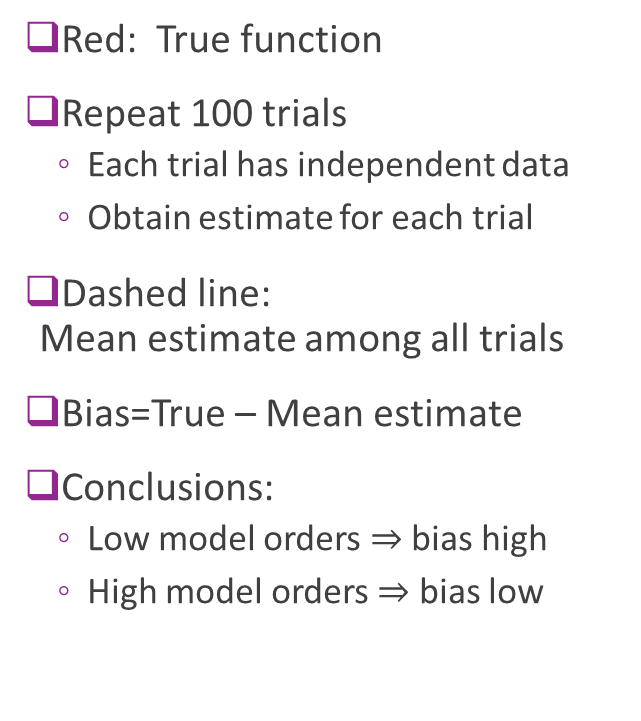 ❑Red:  True function
❑Repeat 100 trials
◦ Each trial has independent data
◦ Obtain estimate for each trial
❑Dashed line:
Mean estimate among all trials
❑Bias=True – Mean estimate
❑Conclusions:
◦ Low model orders ⇒ bias high
◦ High model orders ⇒ bias low